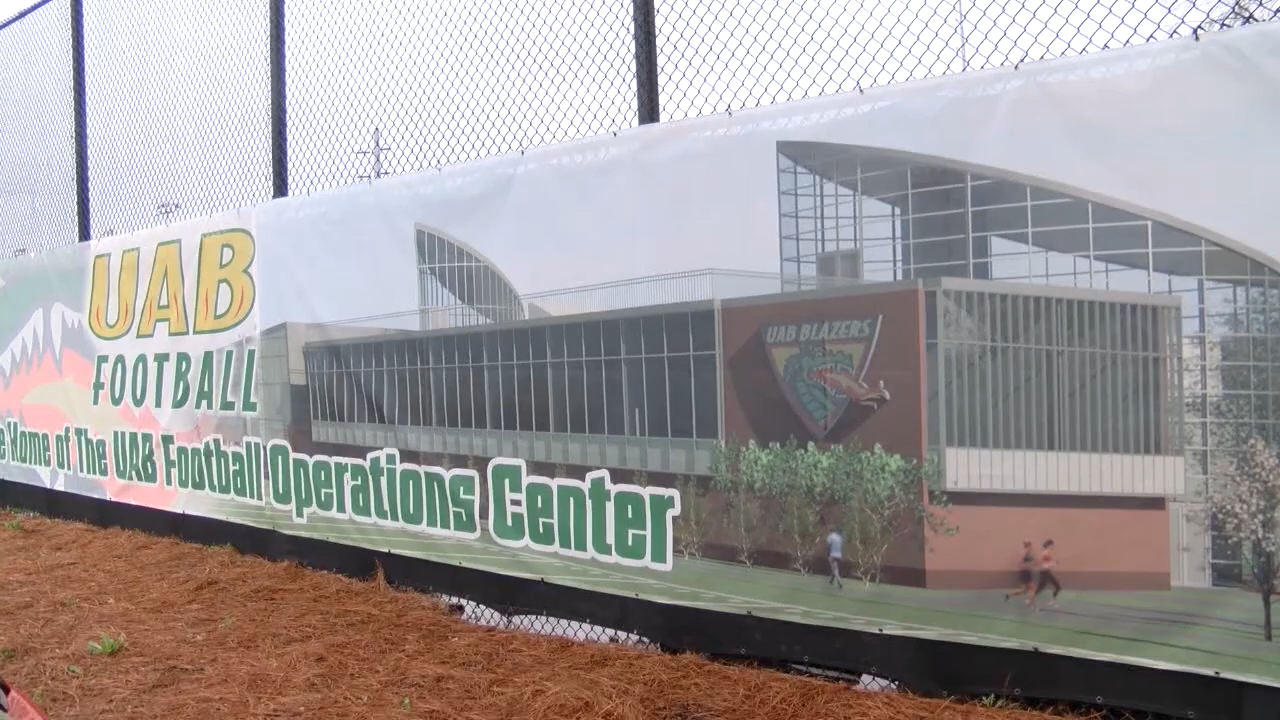 UAB
FOOTBALL
e Home of The UAB Football Operations Center
UAB BLAZERS